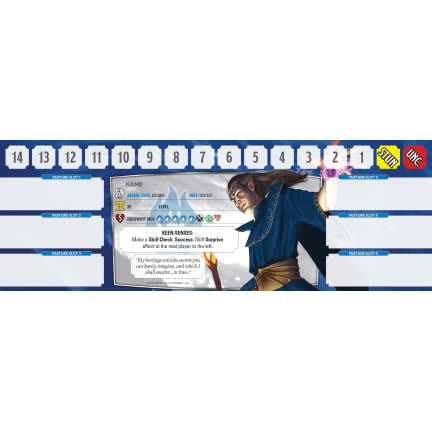 14 13 12 11 10 9 8 7 6 5 4 3 2 1 STUN UNC
FEATURE SLOT 1
FEATURE SLOT 4
NAME
CLASS: WIZARD
XP LEVEL
EQUIPMENT PACK
FEATURE SLOT 2
FEATURE SLOT 5
KEEN SENSES:
Make a Skill Check. Success: Shift Surprise
effect to the next player to the left.
FEATURE SLOT 3
FEATURE SLOT 6
"My heritage unlocks secrets you
can barely imagine, and which I
shall master...in time."